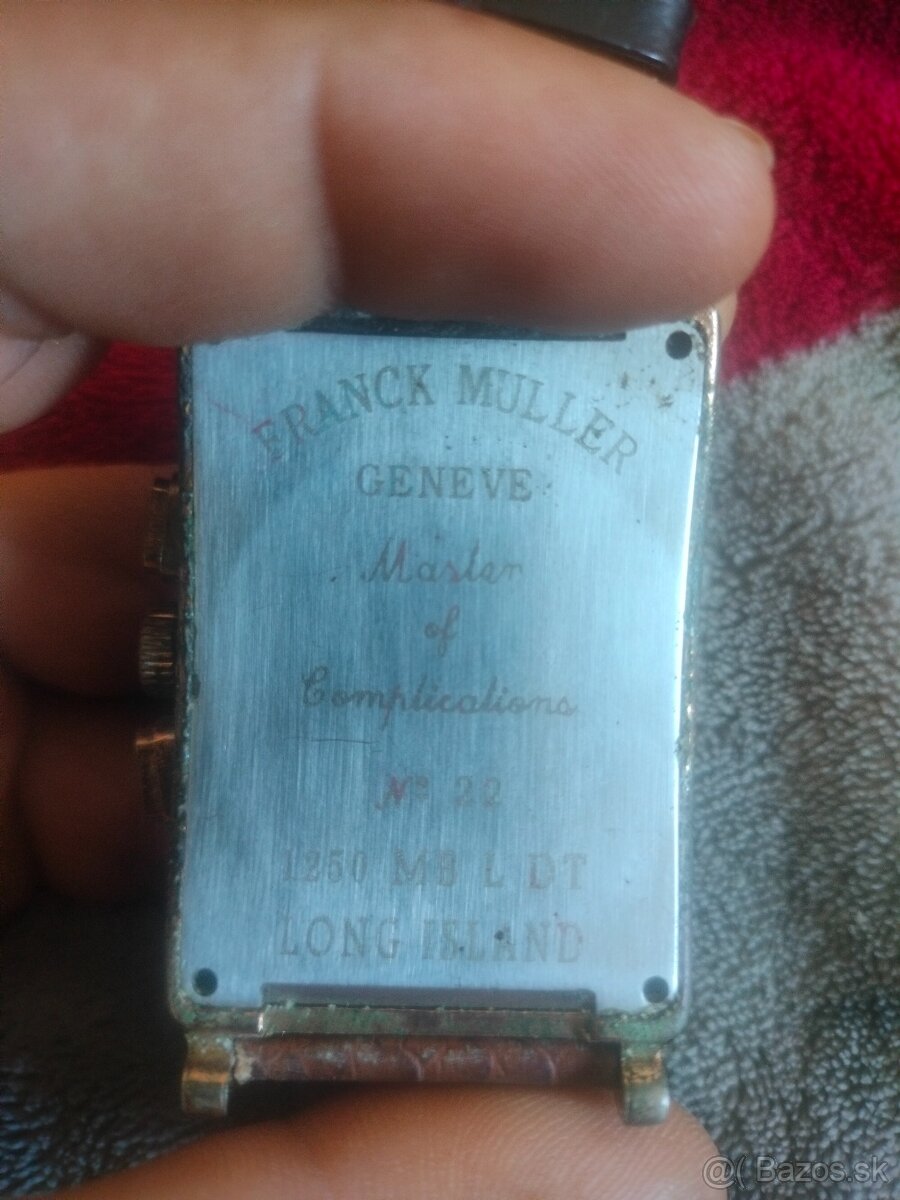 FRANCK MULLER
GENEVE
Master
of
Complications
Nº 22
1250 MB L DT
LONG ISLAND
@( Bazos.sk